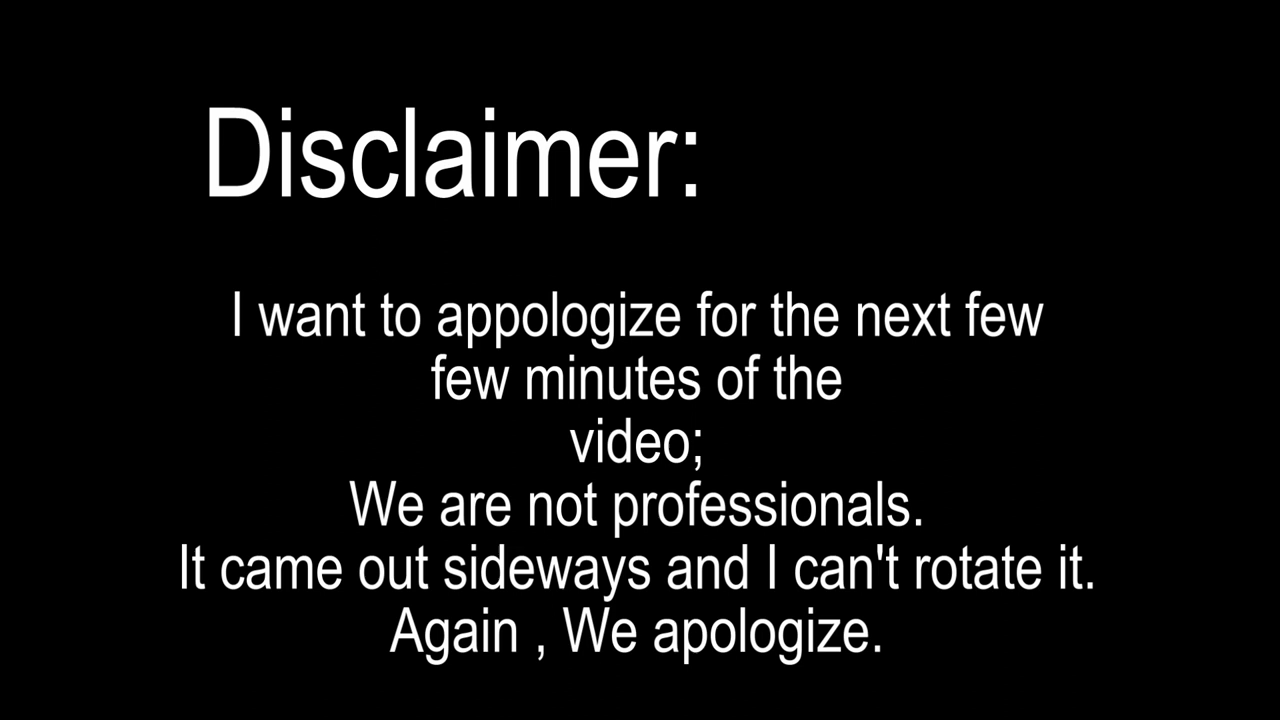 Disclaimer:
I want to appologize for the next few
few minutes of the
video;
We are not professionals.
It came out sideways and I can't rotate it.
Again , We apologize.